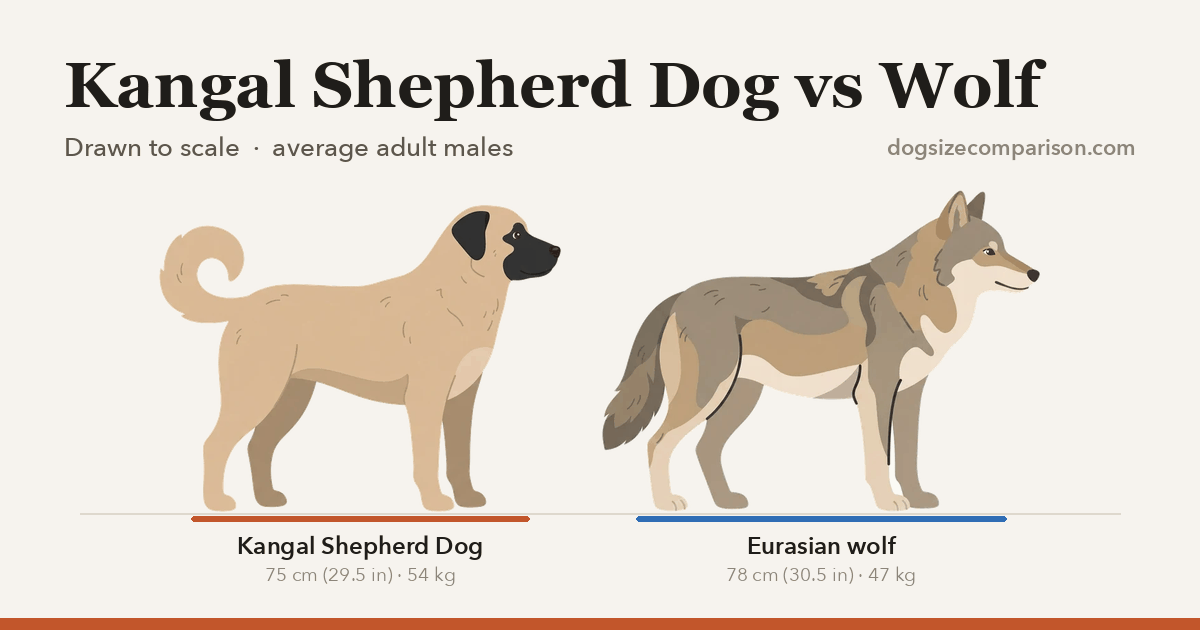 Kangal Shepherd Dog vs Wolf
Drawn to scale · average adult males
dogsizecomparison.com
Kangal Shepherd Dog
75 cm (29.5 in) · 54 kg
Eurasian wolf
78 cm (30.5 in) · 47 kg